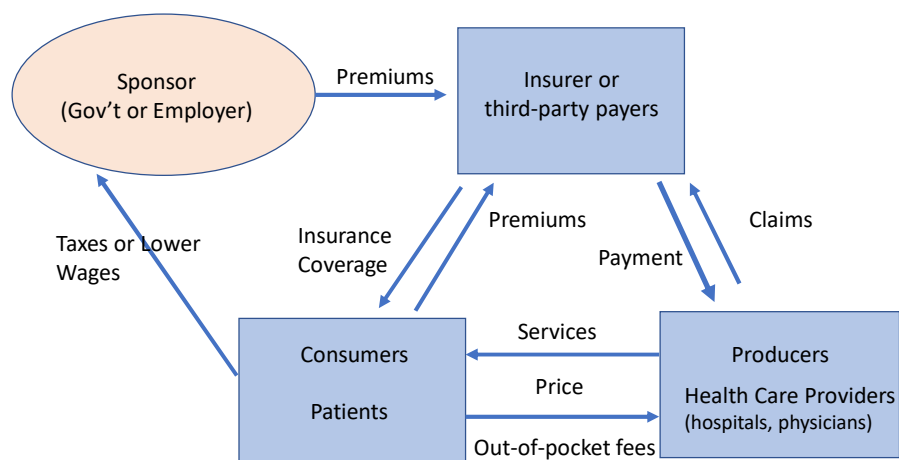 Sponsor
(Gov’t or Employer)
Premiums
Insurer or
third-party payers
Taxes or Lower
Wages
Insurance
Coverage
Premiums
Payment
Claims
Consumers
Patients
Services
Price
Out-of-pocket fees
Producers
Health Care Providers
(hospitals, physicians)